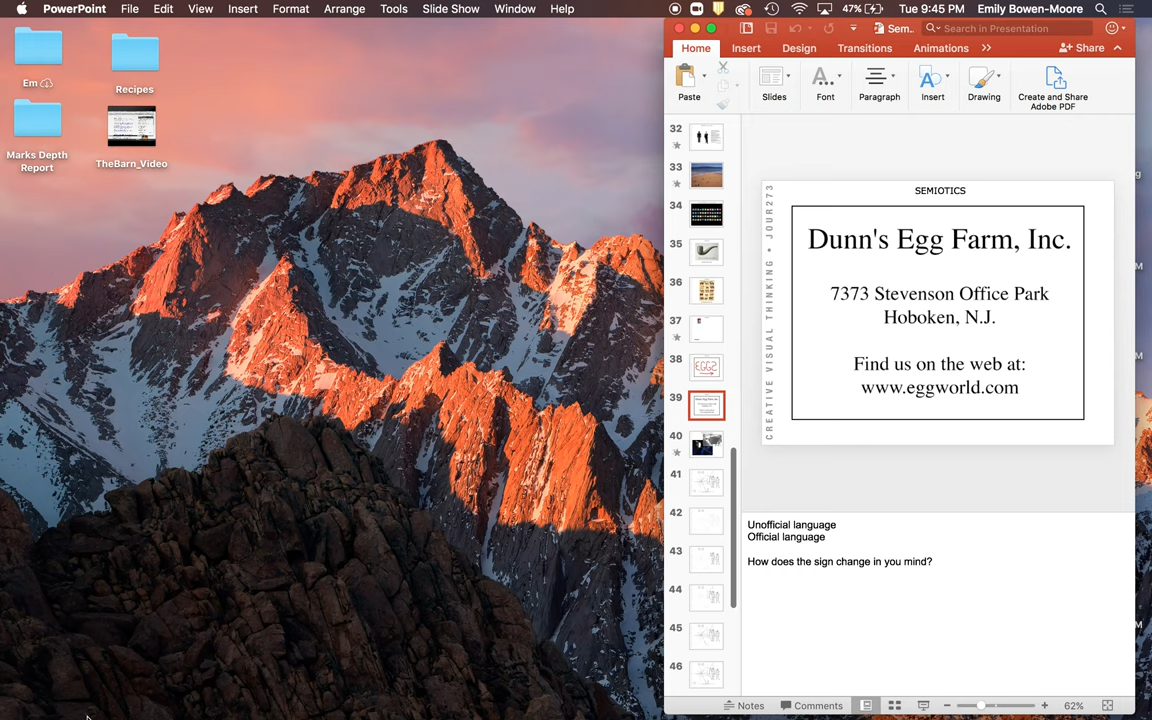 PowerPoint File Edit View Insert Format Arrange Tools Slide Show Window Help 47% Tue 9:45 PM Emily Bowen-Moore
Em
Recipes
Marks Depth
Report
TheBarn_Video
Sem...
Search in Presentation
Home Insert Design Transitions Animations Share
Paste
Slides
Font
Paragraph
Insert
Drawing
Create and Share
Adobe PDF
32
33
34
35
36
37
38
EGGS
39
40
41
42
43
44
45
46
SEMIOTICS
CREATIVE VISUAL THINKING • JOUR273
Dunn's Egg Farm, Inc.
7373 Stevenson Office Park
Hoboken, N.J.
Find us on the web at:
www.eggworld.com
Unofficial language
Official language
How does the sign change in you mind?
Notes Comments 62%